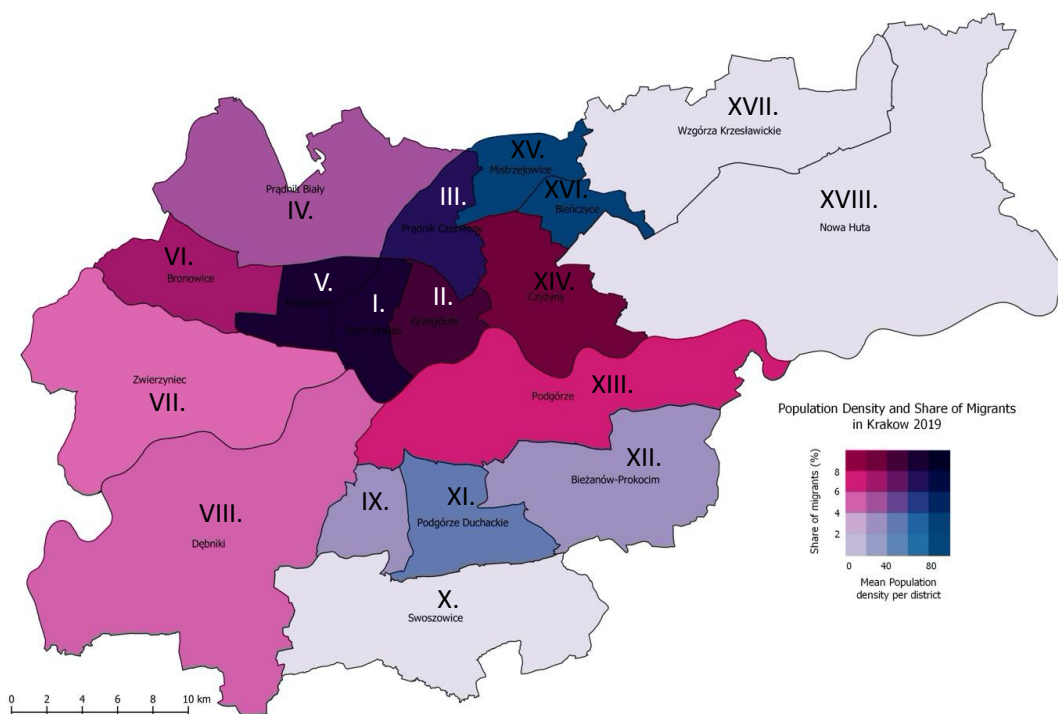 XVII.
Wzgórza Krzesławickie
XV.
Mistrzejowice
XVI.
Bieńczyce
III.
Prądnik Czerwony
Prądnik Biały
IV.
XVIII.
Nowa Huta
VI.
Bronowice
V.
Krowodrza
I.
Stare Miasto
II.
Grzegórzki
XIV.
Czyżyny
Zwierzyniec
VII.
XIII.
Podgórze
XII.
Bieżanów-Prokocim
IX.
XI.
Podgórze Duchackie
VIII.
Dębniki
X.
Swoszowice
Population Density and Share of Migrants
in Krakow 2019
Share of migrants (%)
8
6
4
2
0 40 80
Mean Population
density per district
0 2 4 6 8 10 km